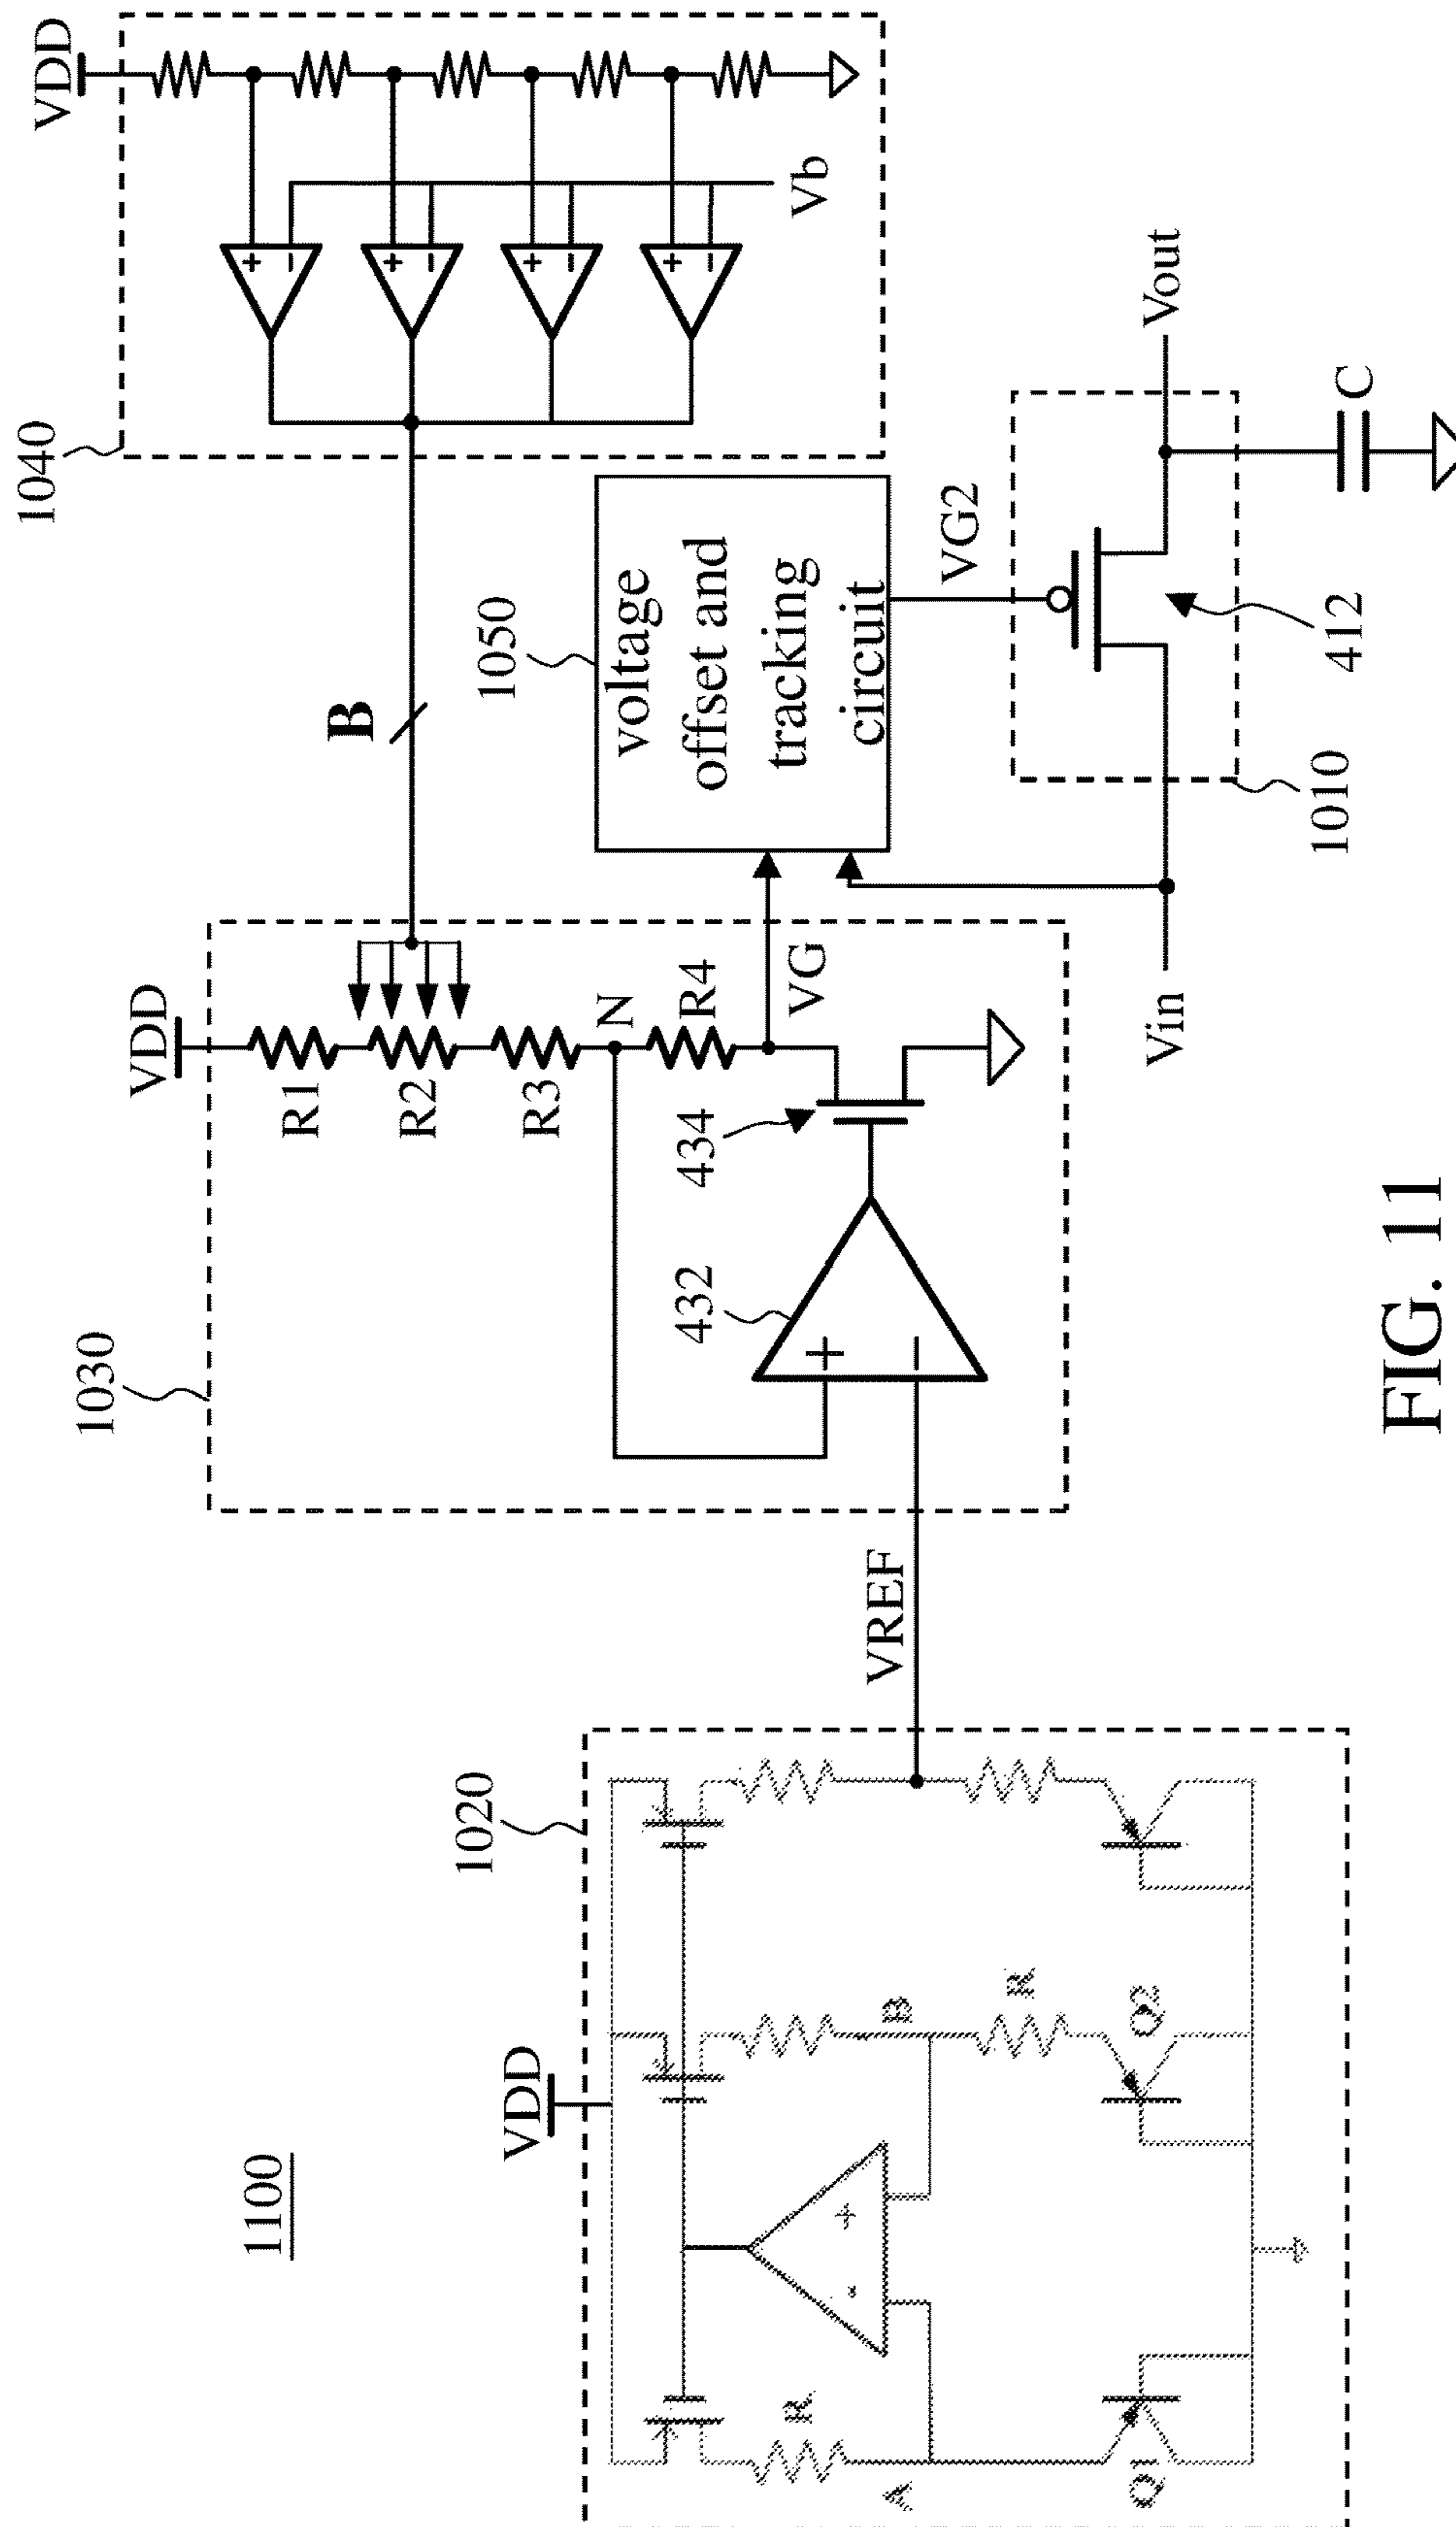 1100
VDD
1020
A
R
-
+
B
R
Q1
Q2
VREF
1030
VDD
R1
R2
R3
N
R4
VG
432
434
+
−
B
1040
VDD
+
−
+
−
+
−
+
−
Vb
1050
voltage
offset and
tracking
circuit
VG2
Vin
1010
412
Vout
C
FIG. 11